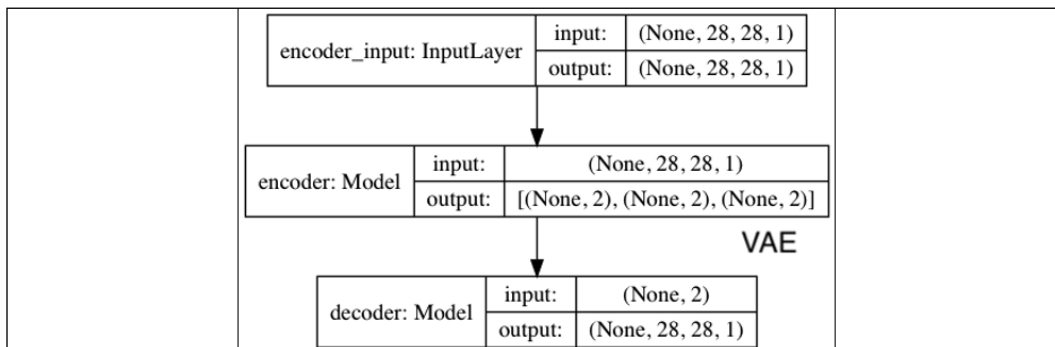 encoder_input: InputLayer
input: (None, 28, 28, 1)
output: (None, 28, 28, 1)
encoder: Model
input: (None, 28, 28, 1)
output: [(None, 2), (None, 2), (None, 2)]
VAE
decoder: Model
input: (None, 2)
output: (None, 28, 28, 1)